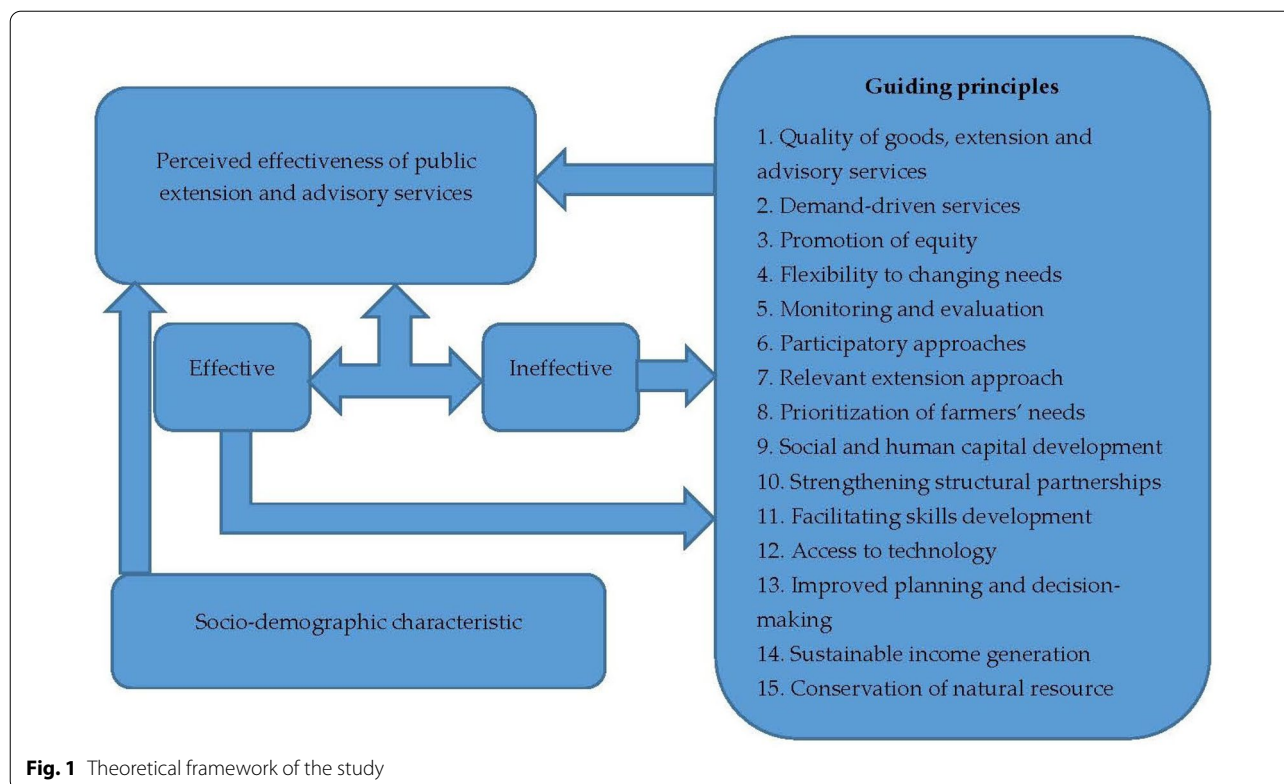 Perceived effectiveness of public
extension and advisory services
Effective
Ineffective
Socio-demographic characteristic
Guiding principles
1. Quality of goods, extension and
advisory services
2. Demand-driven services
3. Promotion of equity
4. Flexibility to changing needs
5. Monitoring and evaluation
6. Participatory approaches
7. Relevant extension approach
8. Prioritization of farmers' needs
9. Social and human capital development
10. Strengthening structural partnerships
11. Facilitating skills development
12. Access to technology
13. Improved planning and decision-
making
14. Sustainable income generation
15. Conservation of natural resource
Fig. 1 Theoretical framework of the study